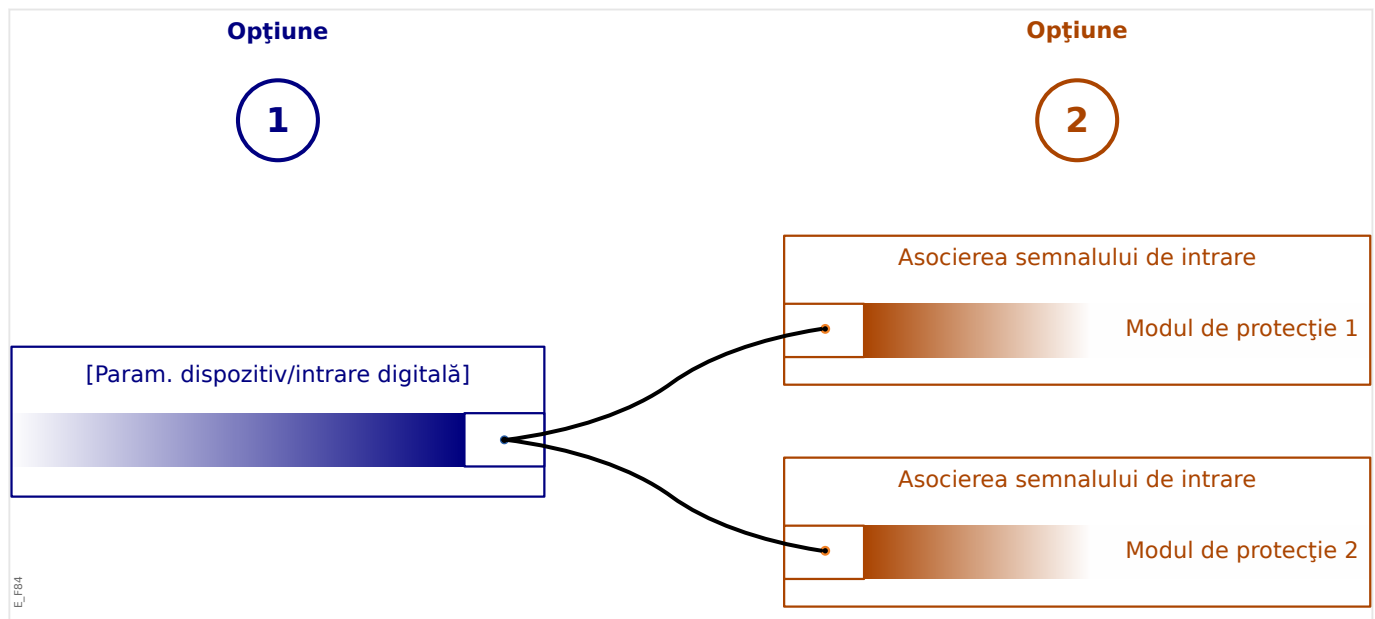 Opţiune
1
[Param. dispozitiv/intrare digitală]
Opţiune
2
Asocierea semnalului de intrare
Modul de protecţie 1
Asocierea semnalului de intrare
Modul de protecţie 2
E_F84